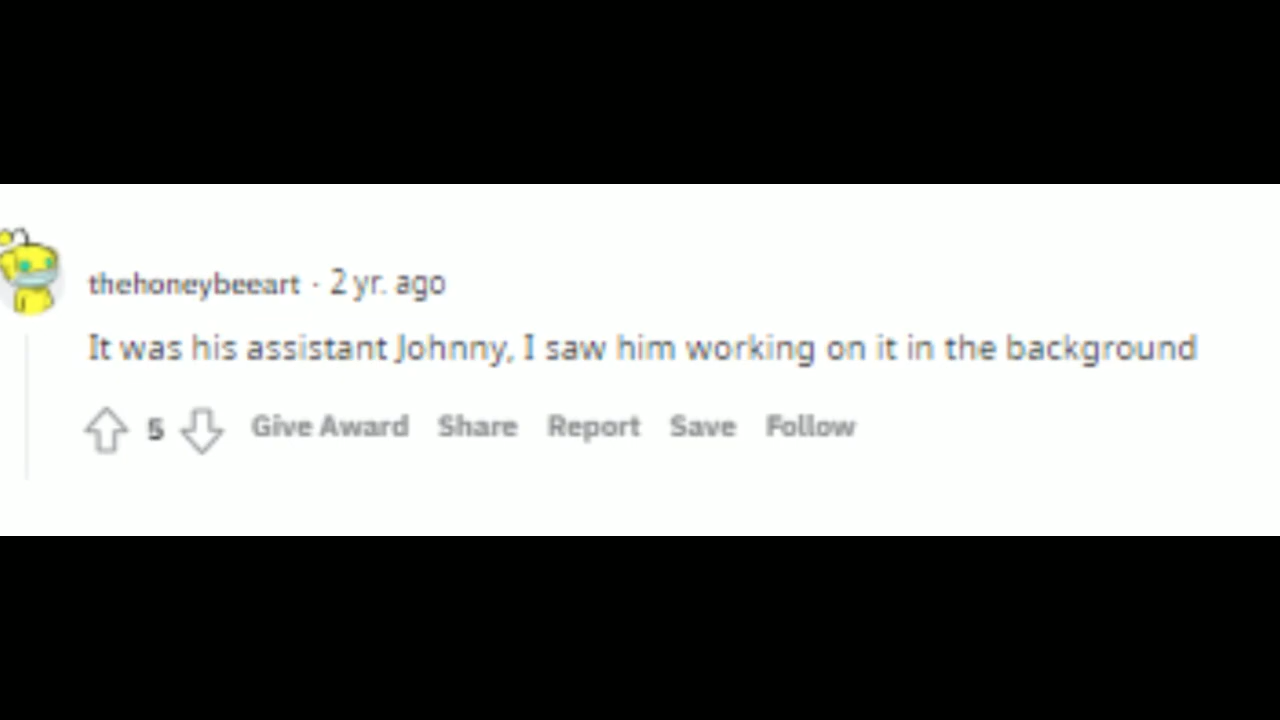 thehoneybeeart · 2 yr. ago
It was his assistant Johnny, I saw him working on it in the background
5 Give Award Share Report Save Follow